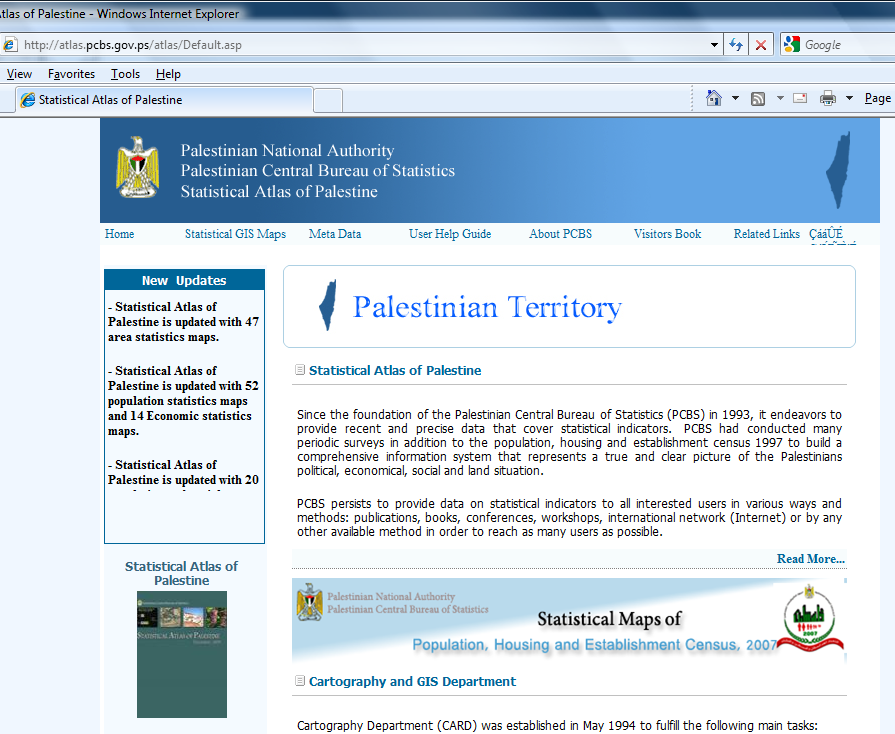 tlas of Palestine - Windows Internet Explorer
http://atlas.pcbs.gov.ps/atlas/Default.asp
Google
View Favorites Tools Help
Statistical Atlas of Palestine
Page
Palestinian National Authority
Palestinian Central Bureau of Statistics
Statistical Atlas of Palestine
Home Statistical GIS Maps Meta Data User Help Guide About PCBS Visitors Book Related Links ÇááÛÉ
New Updates
- Statistical Atlas of
Palestine is updated with 47
area statistics maps.
- Statistical Atlas of
Palestine is updated with 52
population statistics maps
and 14 Economic statistics
maps.
- Statistical Atlas of
Palestine is updated with 20
Statistical Atlas of
Palestine
STATISTICAL ATLAS OF PALESTINE
Palestinian Territory
Statistical Atlas of Palestine
Since the foundation of the Palestinian Central Bureau of Statistics (PCBS) in 1993, it endeavors to
provide recent and precise data that cover statistical indicators. PCBS had conducted many
periodic surveys in addition to the population, housing and establishment census 1997 to build a
comprehensive information system that represents a true and clear picture of the Palestinians
political, economical, social and land situation.
PCBS persists to provide data on statistical indicators to all interested users in various ways and
methods: publications, books, conferences, workshops, international network (Internet) or by any
other available method in order to reach as many users as possible.
Read More...
Palestinian National Authority
Palestinian Central Bureau of Statistics
Statistical Maps of
Population, Housing and Establishment Census, 2007
2007
Cartography and GIS Department
Cartography Department (CARD) was established in May 1994 to fulfill the following main tasks: